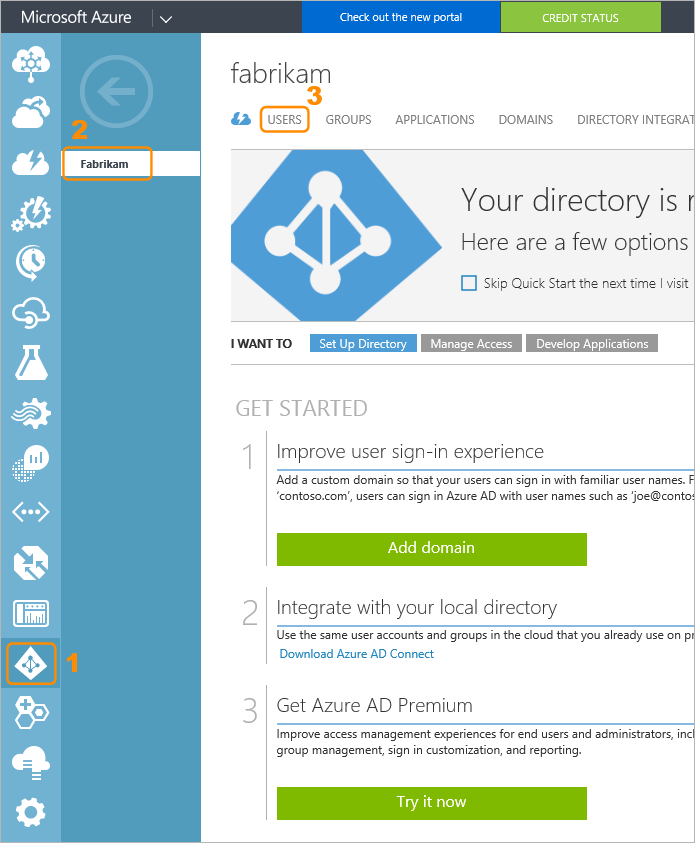 Microsoft Azure
Check out the new portal
CREDIT STATUS
fabrikam
3
USERS
GROUPS
APPLICATIONS
DOMAINS
DIRECTORY INTEGRAT
2
Fabrikam
Your directory is r
Here are a few options
Skip Quick Start the next time I visit
I WANT TO
Set Up Directory
Manage Access
Develop Applications
GET STARTED
1
Improve user sign-in experience
Add a custom domain so that your users can sign in with familiar user names. F
'contoso.com', users can sign in Azure AD with user names such as 'joe@contos
Add domain
2
Integrate with your local directory
Use the same user accounts and groups in the cloud that you already use on pr
Download Azure AD Connect
1
3
Get Azure AD Premium
Improve access management experiences for end users and administrators, incl
group management, sign in customization, and reporting.
Try it now